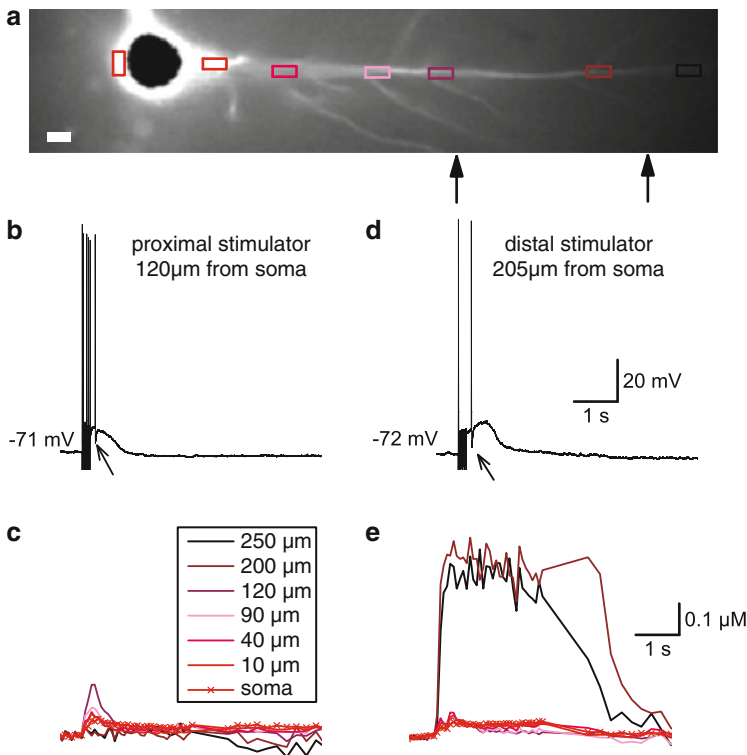 a
b
proximal stimulator
120µm from soma
-71 mV
d
distal stimulator
205µm from soma
20 mV
1 s
-72 mV
c
250 µm
200 µm
120 µm
90 µm
40 µm
10 µm
soma
e
0.1 µM
1 s